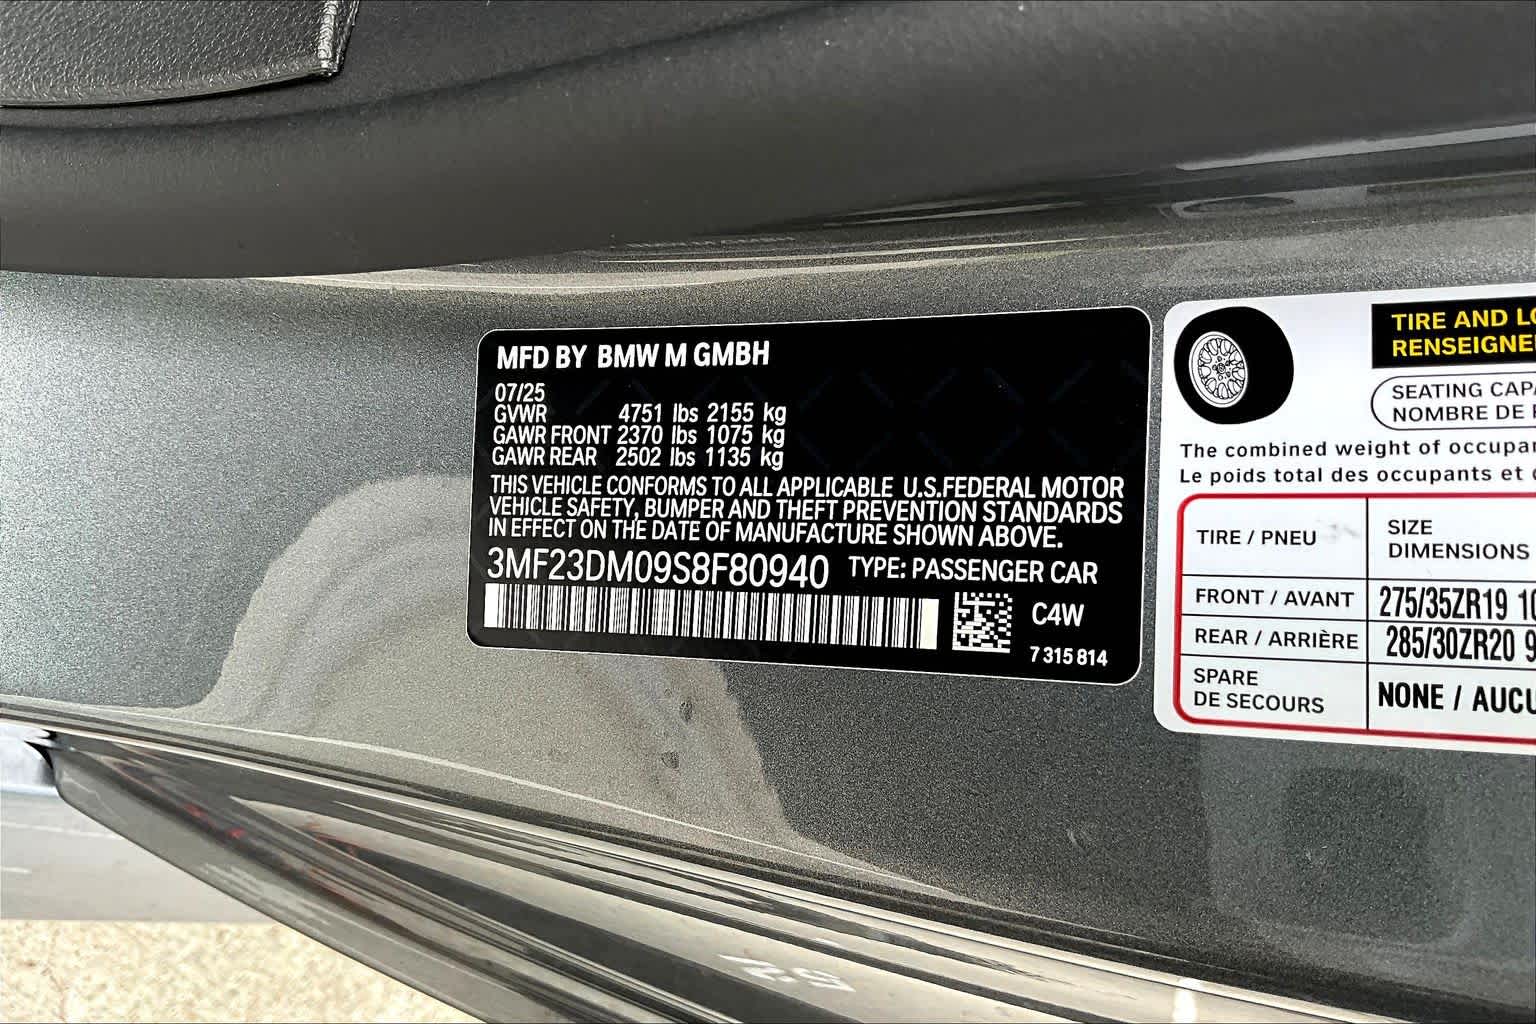 MFD BY BMW M GMBH
07/25
GVWR 4751 lbs 2155 kg
GAWR FRONT 2370 lbs 1075 kg
GAWR REAR 2502 lbs 1135 kg
THIS VEHICLE CONFORMS TO ALL APPLICABLE U.S.FEDERAL MOTOR
VEHICLE SAFETY, BUMPER AND THEFT PREVENTION STANDARDS
IN EFFECT ON THE DATE OF MANUFACTURE SHOWN ABOVE.
3MF23DM09S8F80940 TYPE: PASSENGER CAR
C4W
7 315 814
TIRE AND
SEATING
NOMBRE DE
The combined weight of
Le poids total des occupants et
TIRE / PNEU
SIZE
DIMENSIONS
FRONT / AVANT 275/35ZR19
REAR / ARRIÈRE 285/30ZR20
SPARE
DE SECOURS
NONE /